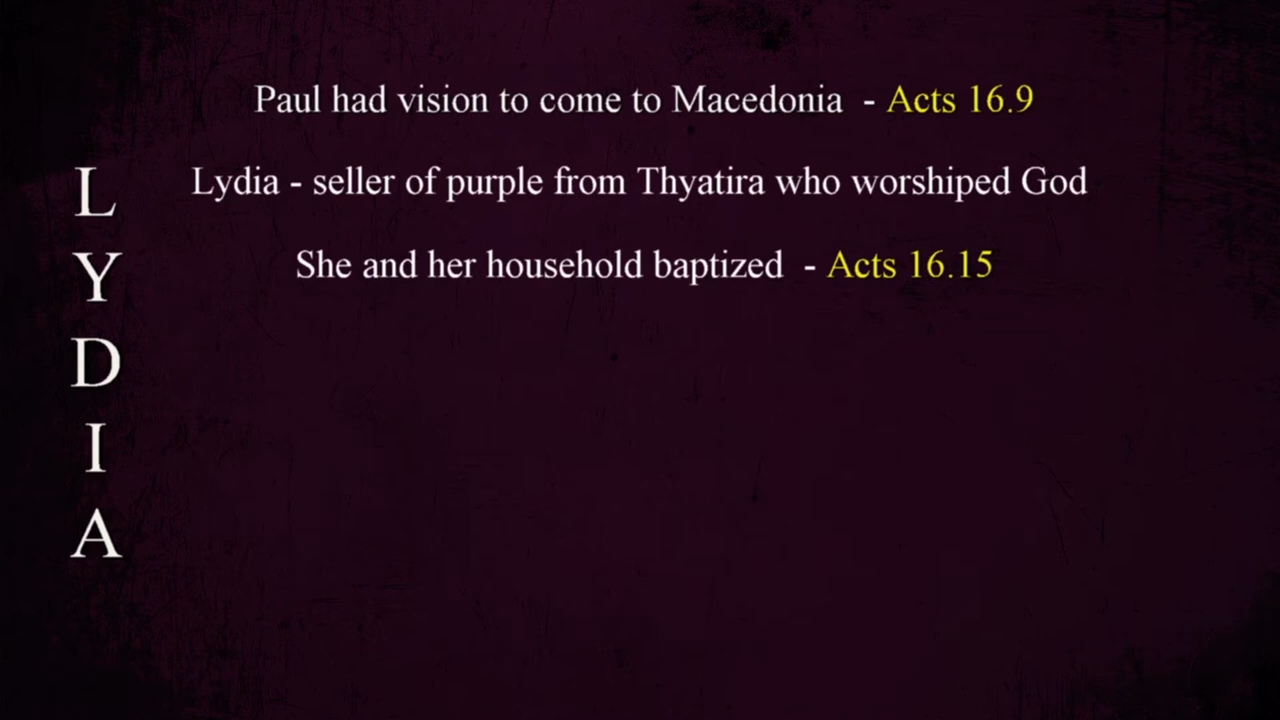 LYDIA
Paul had vision to come to Macedonia - Acts 16.9
Lydia - seller of purple from Thyatira who worshiped God
She and her household baptized - Acts 16.15